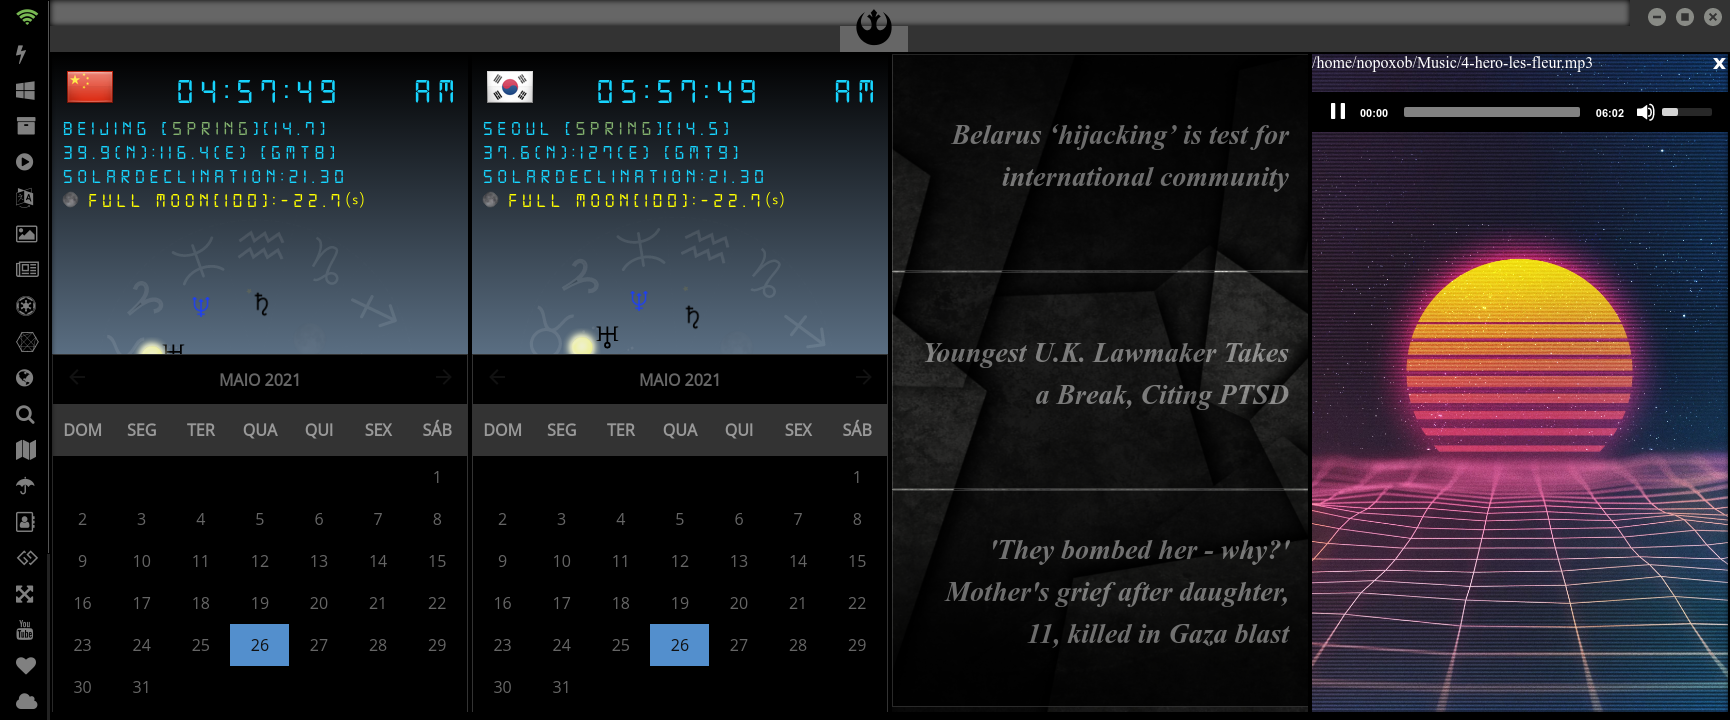 04:57:49 AM
BEIJING [SPRING][14.7]
39.9(N):116.4(E) [GMT8]
SOLARDECLINATION:21.30
FULL MOON[100]:-22.7(s)
MAIO 2021
DOM SEG TER QUA QUI SEX SÁB
1
2 3 4 5 6 7 8
9 10 11 12 13 14 15
16 17 18 19 20 21 22
23 24 25 26 27 28 29
30 31
05:57:49 AM
SEOUL [SPRING][14.5]
37.6(N):127(E) [GMT9]
SOLARDECLINATION:21.30
FULL MOON[100]:-22.7(s)
MAIO 2021
DOM SEG TER QUA QUI SEX SÁB
1
2 3 4 5 6 7 8
9 10 11 12 13 14 15
16 17 18 19 20 21 22
23 24 25 26 27 28 29
30 31
Belarus ‘hijacking’ is test for
international community
Youngest U.K. Lawmaker Takes
a Break, Citing PTSD
'They bombed her - why?'
Mother's grief after daughter,
11, killed in Gaza blast
/home/nopoxob/Music/4-hero-les-fleur.mp3 x
00:00 06:02
You
Tube